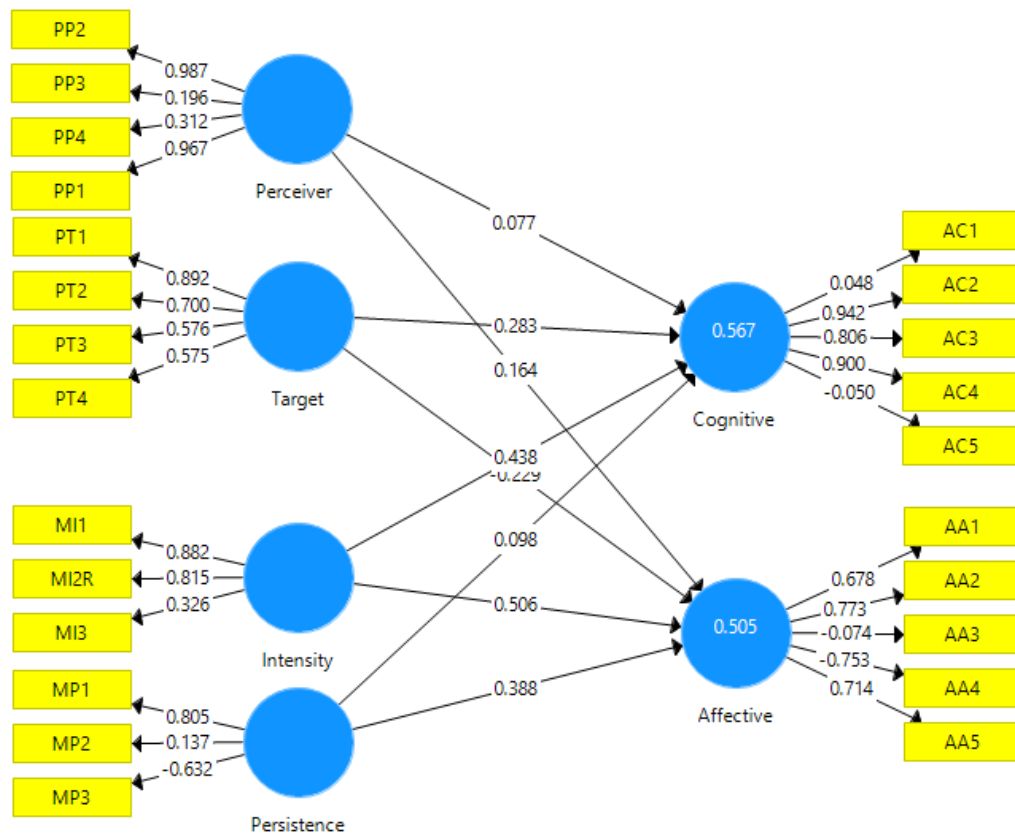 PP2
PP3
PP4
PP1
0.987
0.196
0.312
0.967
Perceiver
PT1
PT2
PT3
PT4
0.892
0.700
0.576
0.575
Target
MI1
MI2R
MI3
0.882
0.815
0.326
Intensity
MP1
MP2
MP3
0.805
0.137
-0.632
Persistence
0.077
0.283
0.164
0.438
-0.229
0.098
0.506
0.388
0.567
Cognitive
0.048
0.942
0.806
0.900
-0.050
AC1
AC2
AC3
AC4
AC5
0.505
Affective
0.678
0.773
-0.074
-0.753
0.714
AA1
AA2
AA3
AA4
AA5